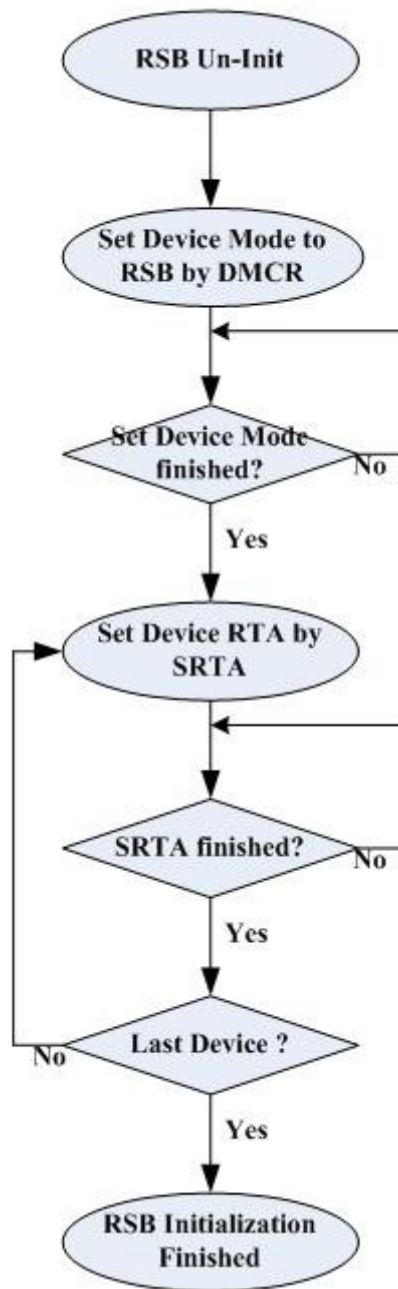 RSB Un-Init
Set Device Mode to
RSB by DMCR
Set Device Mode
finished?
No
Yes
Set Device RTA by
SRTA
SRTA finished?
No
Yes
Last Device ?
No
Yes
RSB Initialization
Finished